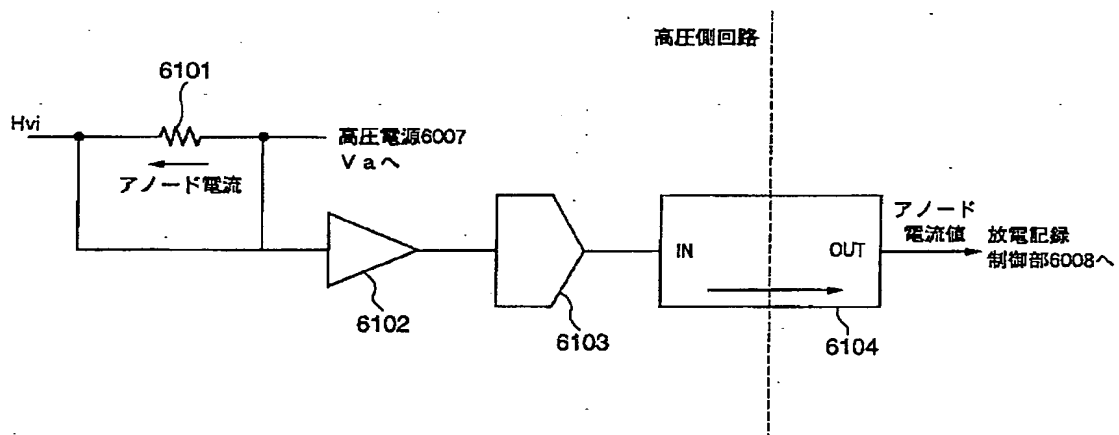 高圧側回路
6101
Hvi
高圧電源6007
Vaへ
アノード電流
6102
6103
IN
OUT
6104
アノード
電流値
放電記録
制御部6008へ